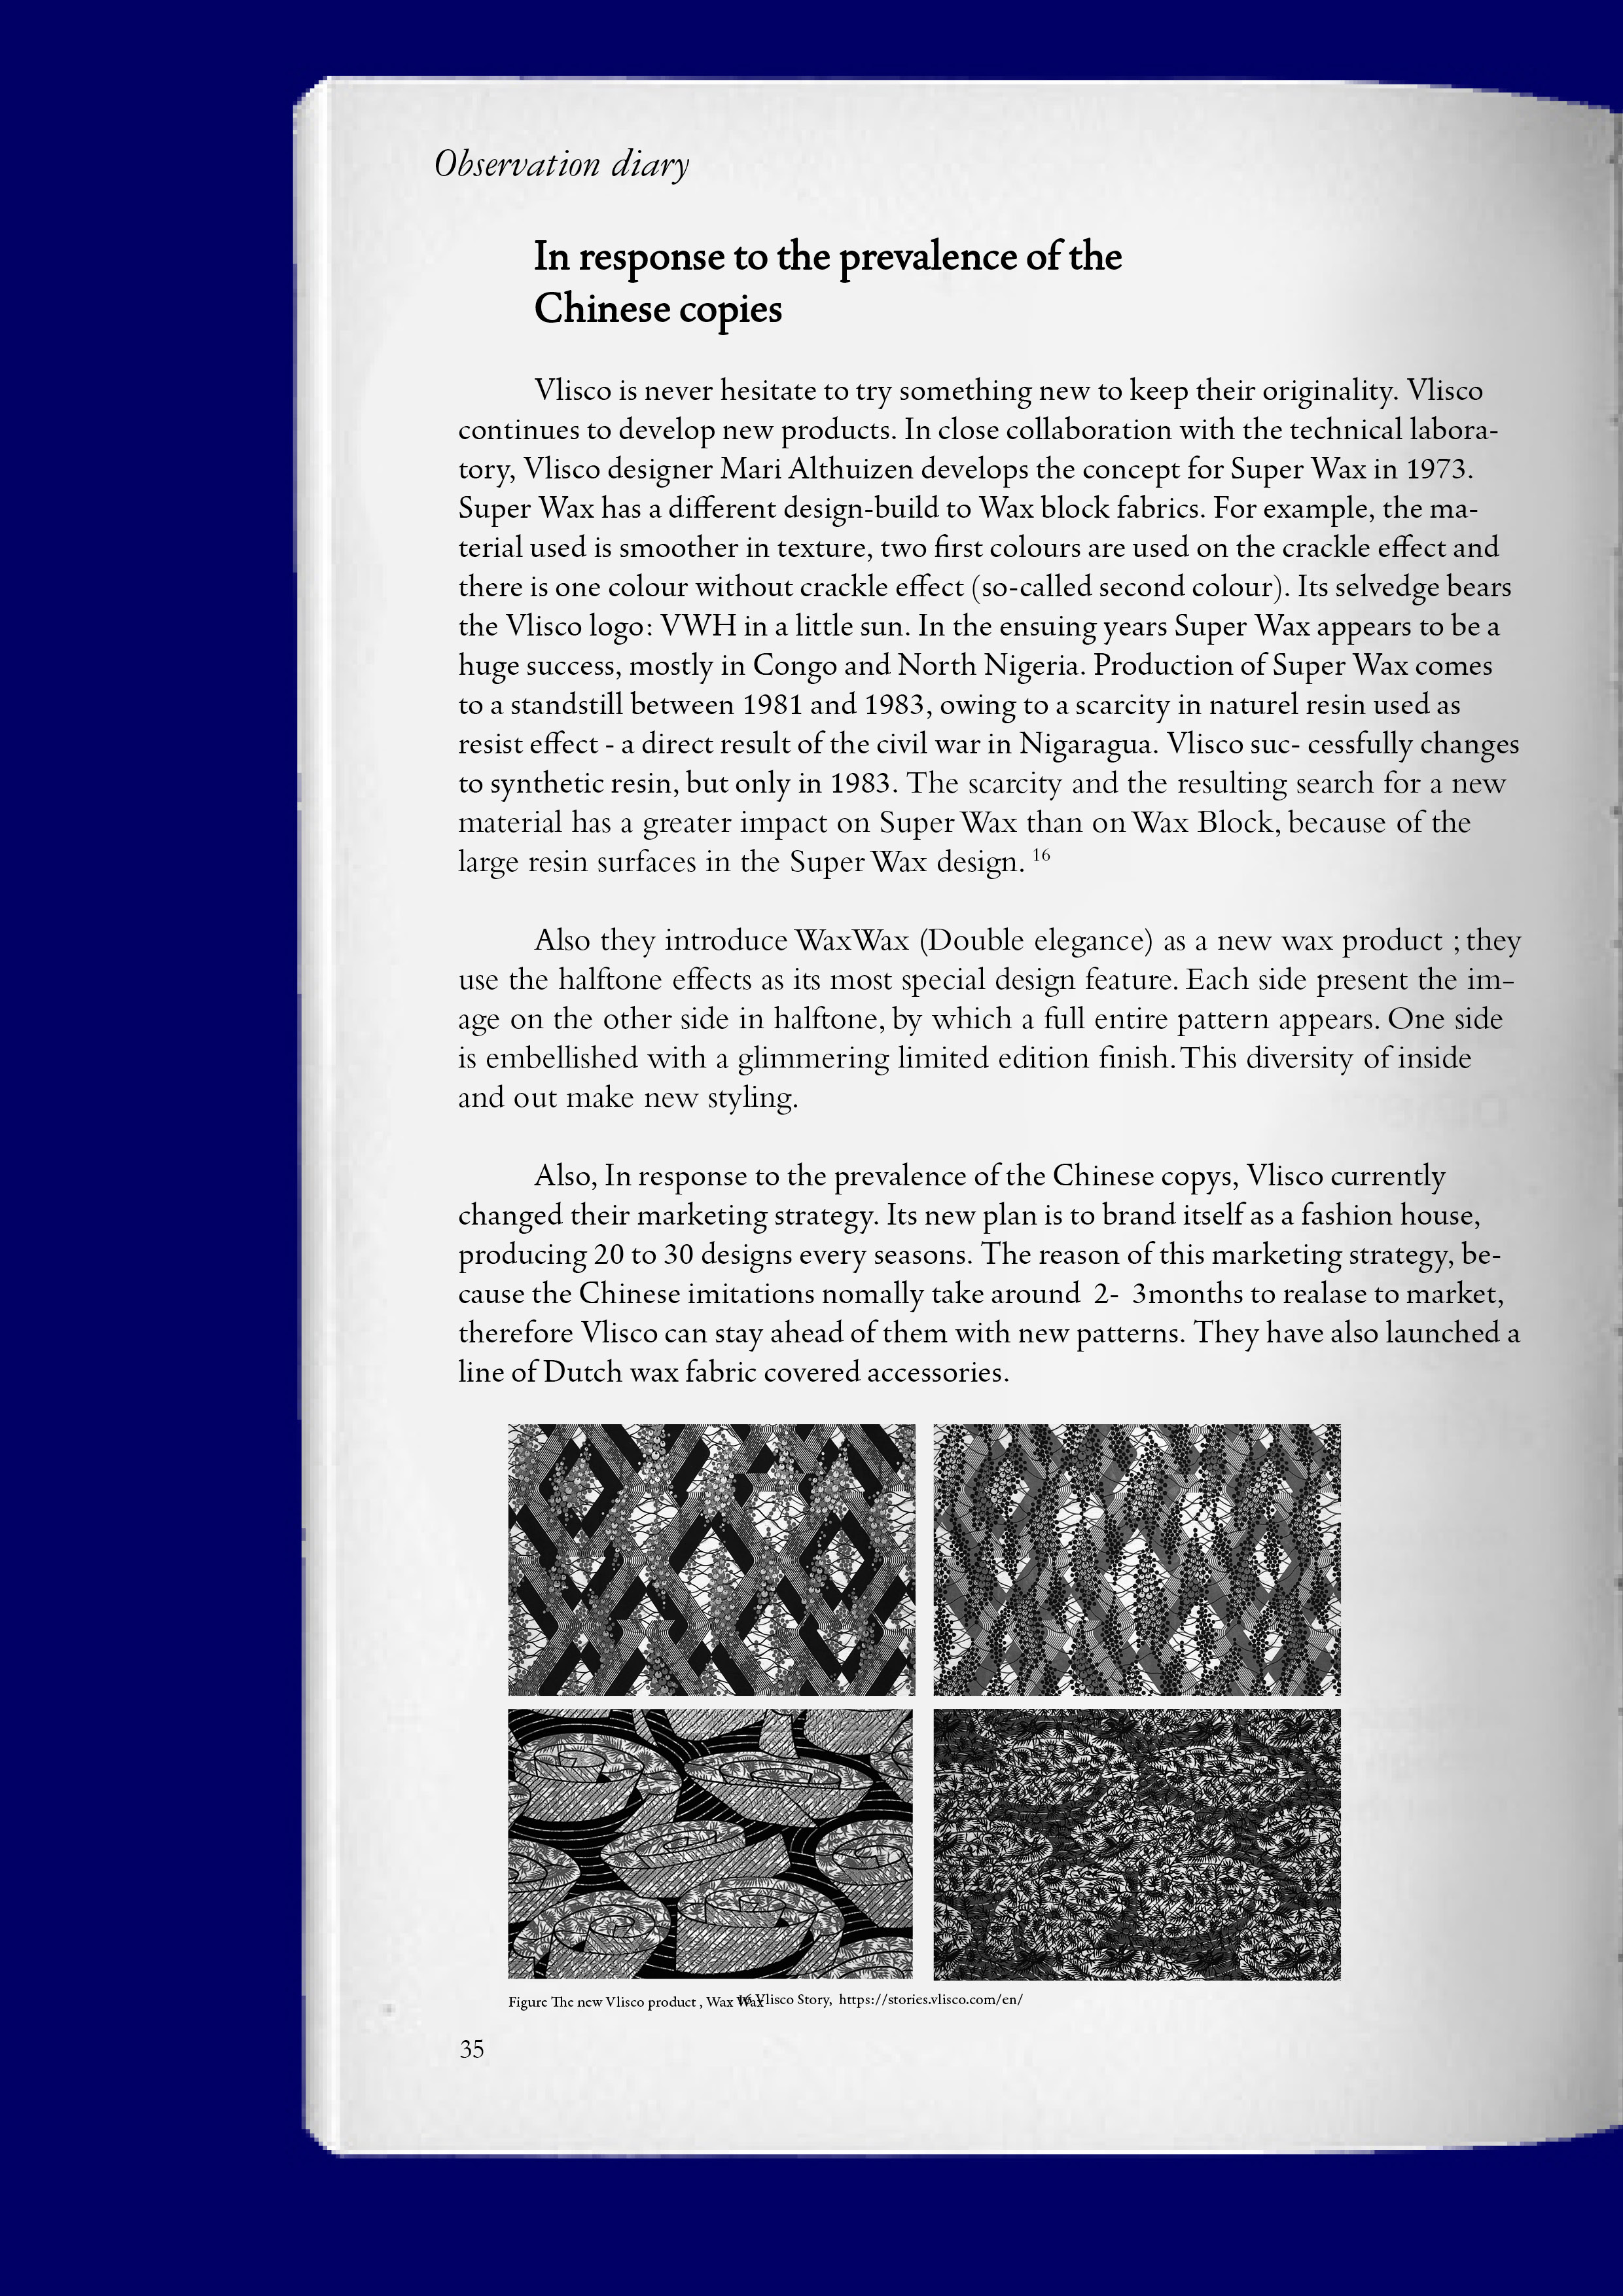 Observation diary
In response to the prevalence of the
Chinese copies
Vlisco is never hesitate to try something new to keep their originality. Vlisco
continues to develop new products. In close collaboration with the technical labora-
tory, Vlisco designer Mari Althuizen develops the concept for Super Wax in 1973.
Super Wax has a different design-build to Wax block fabrics. For example, the ma-
terial used is smoother in texture, two first colours are used on the crackle effect and
there is one colour without crackle effect (so-called second colour). Its selvedge bears
the Vlisco logo: VWH in a little sun. In the ensuing years Super Wax appears to be a
huge success, mostly in Congo and North Nigeria. Production of Super Wax comes
to a standstill between 1981 and 1983, owing to a scarcity in naturel resin used as
resist effect - a direct result of the civil war in Nigaragua. Vlisco suc- cessfully changes
to synthetic resin, but only in 1983. The scarcity and the resulting search for a new
material has a greater impact on Super Wax than on Wax Block, because of the
large resin surfaces in the Super Wax design. 16
Also they introduce WaxWax (Double elegance) as a new wax product ; they
use the halftone effects as its most special design feature. Each side present the im-
age on the other side in halftone, by which a full entire pattern appears. One side
is embellished with a glimmering limited edition finish. This diversity of inside
and out make new styling.
Also, In response to the prevalence of the Chinese copys, Vlisco currently
changed their marketing strategy. Its new plan is to brand itself as a fashion house,
producing 20 to 30 designs every seasons. The reason of this marketing strategy, be-
cause the Chinese imitations nomally take around 2- 3months to realase to market,
therefore Vlisco can stay ahead of them with new patterns. They have also launched a
line of Dutch wax fabric covered accessories.
Figure The new Vlisco product , Wax Wax
16 Vlisco Story, https://stories.vlisco.com/en/
35